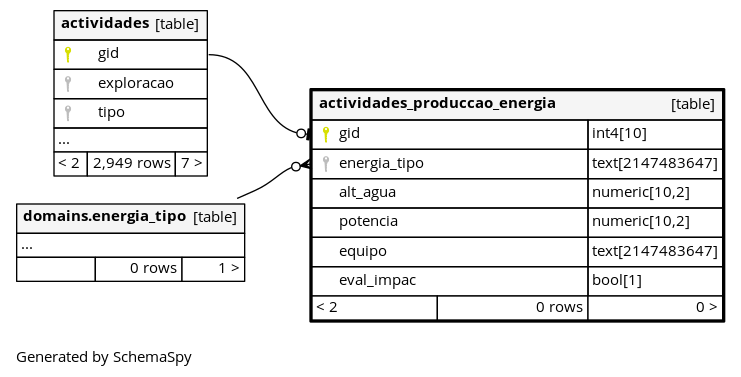 actividades [table]
gid
exploracao
tipo
...
< 2 2,949 rows 7 >
domains.energia_tipo [table]
...
0 rows 1 >
actividades_produccao_energia [table]
gid int4[10]
energia_tipo text[2147483647]
alt_agua numeric[10,2]
potencia numeric[10,2]
equipo text[2147483647]
eval_impac bool[1]
< 2 0 rows 0 >
Generated by SchemaSpy